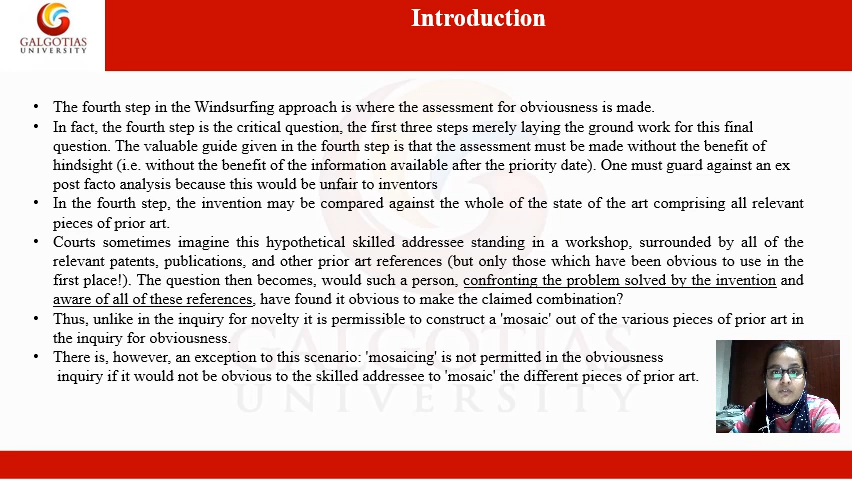 Introduction
GALGOTIAS
UNIVERSITY
• The fourth step in the Windsurfing approach is where the assessment for obviousness is made.
• In fact, the fourth step is the critical question, the first three steps merely laying the ground work for this final
question. The valuable guide given in the fourth step is that the assessment must be made without the benefit of
hindsight (i.e. without the benefit of the information available after the priority date). One must guard against an ex
post facto analysis because this would be unfair to inventors
• In the fourth step, the invention may be compared against the whole of the state of the art comprising all relevant
pieces of prior art.
• Courts sometimes imagine this hypothetical skilled addressee standing in a workshop, surrounded by all of the
relevant patents, publications, and other prior art references (but only those which have been obvious to use in the
first place!). The question then becomes, would such a person, confronting the problem solved by the invention and
aware of all of these references, have found it obvious to make the claimed combination?
• Thus, unlike in the inquiry for novelty it is permissible to construct a 'mosaic' out of the various pieces of prior art in
the inquiry for obviousness.
• There is, however, an exception to this scenario: 'mosaicing' is not permitted in the obviousness
inquiry if it would not be obvious to the skilled addressee to 'mosaic' the different pieces of prior art.
GALGOTIAS
UNIVERSITY